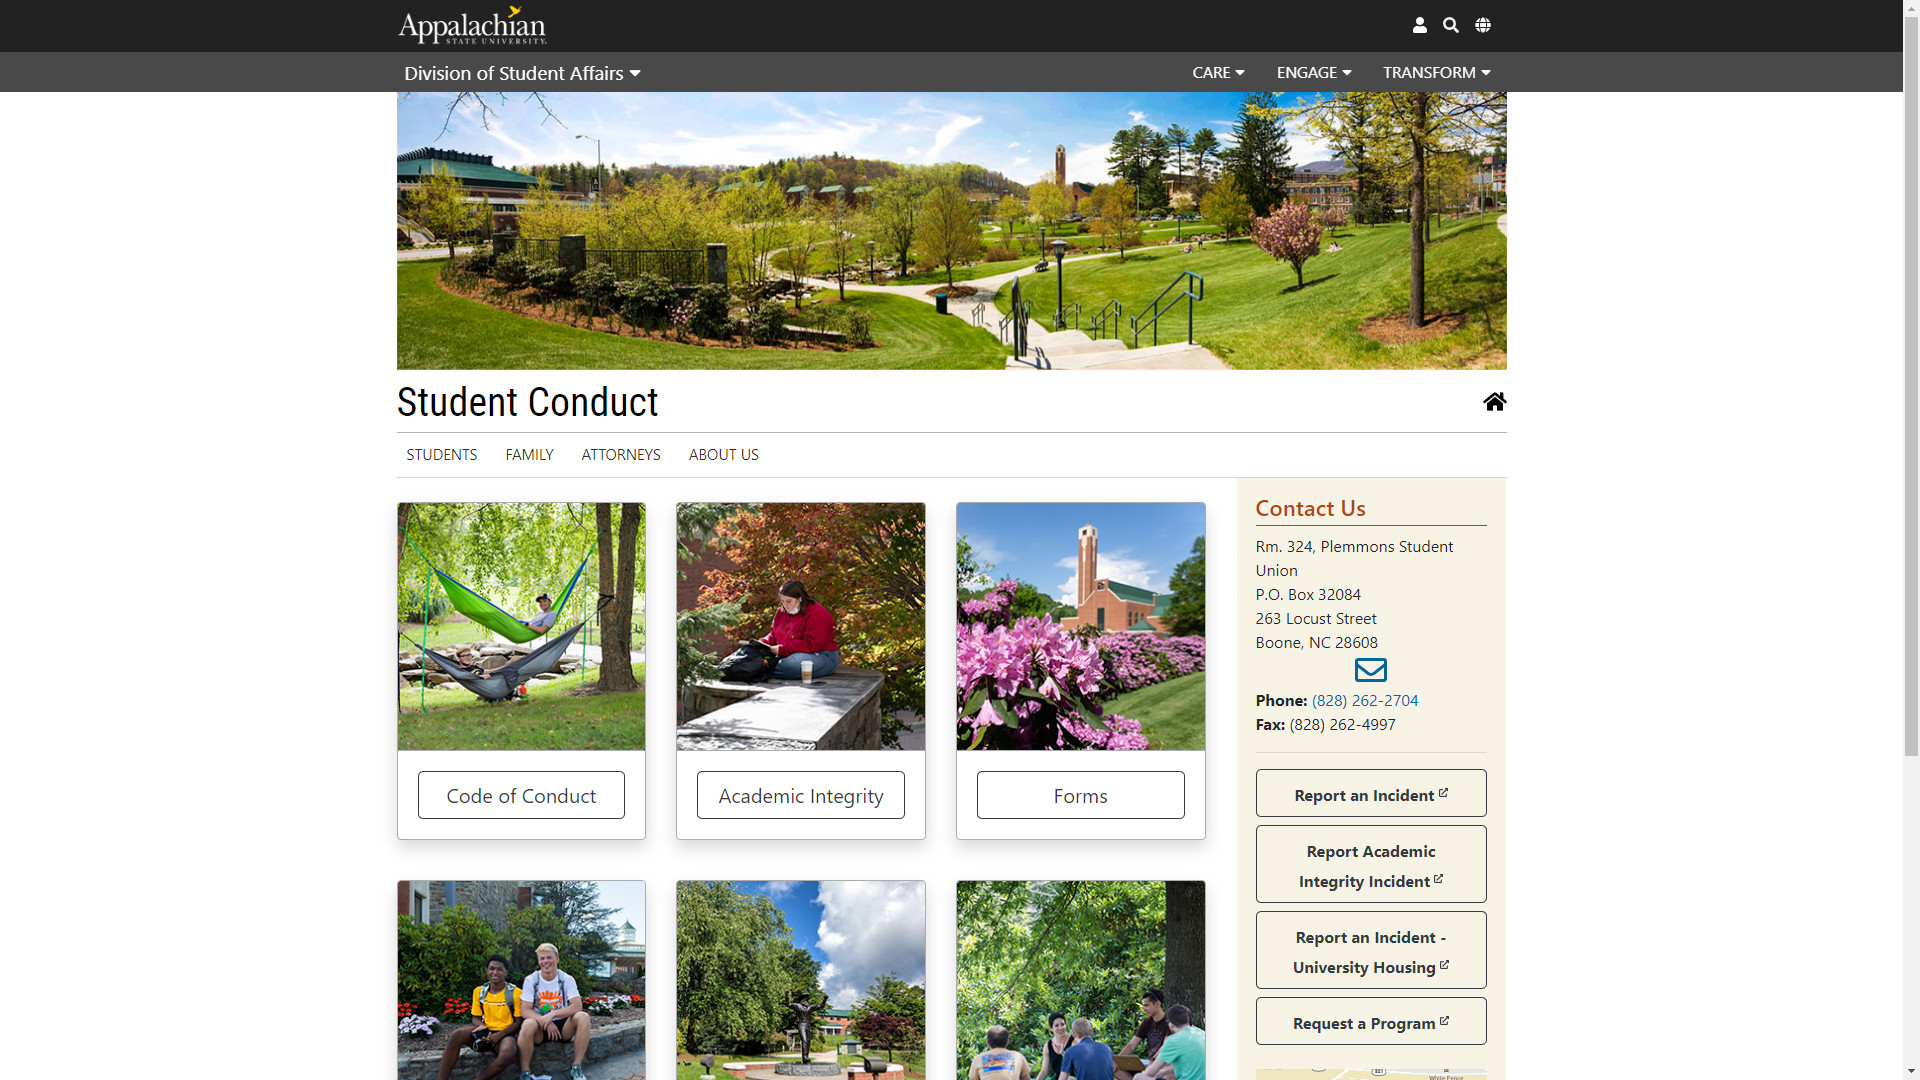 Appalachian
STATE UNIVERSITY
Division of Student Affairs
CARE
ENGAGE
TRANSFORM
Student Conduct
STUDENTS
FAMILY
ATTORNEYS
ABOUT US
Code of Conduct
Academic Integrity
Forms
Contact Us
Rm. 324, Plemmons Student
Union
P.O. Box 32084
263 Locust Street
Boone, NC 28608
Phone: (828) 262-2704
Fax: (828) 262-4997
Report an Incident
Report Academic
Integrity Incident
Report an Incident -
University Housing
Request a Program
321
White Fence